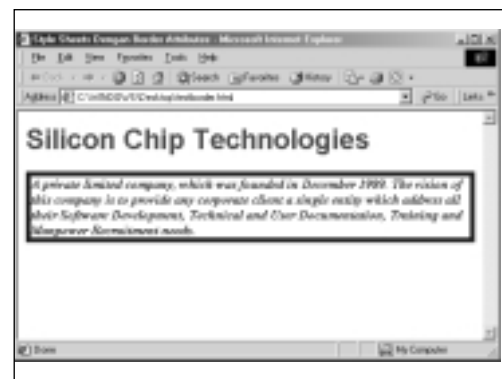 Style Sheets Dengan Border Attributes - Microsoft Internet Explorer
File Edit View Favorites Tools Help
Search Favorites History
Address Go Links
Silicon Chip Technologies
A private limited company, which was founded in December 1989. The vision of
this company is to provide any corporate client a single entity which address all
their Software Development, Technical and User Documentation, Training and
Manpower Recruitment needs.
Done My Computer